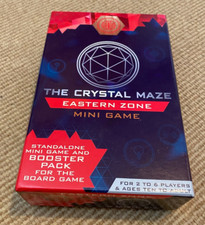 THE CRYSTAL MAZE
EASTERN ZONE
MINI GAME
STANDALONE
MINI GAME AND
BOOSTER
PACK
FOR THE
BOARD GAME
FOR 2 TO 6 PLAYERS
& AGES TEN TO ADULT